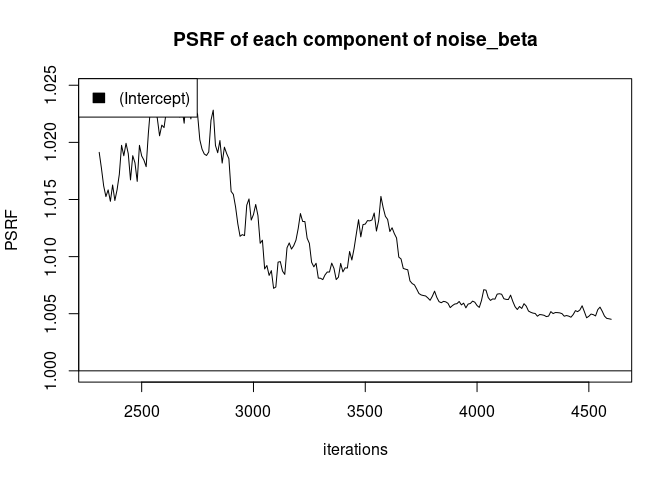 PSRF of each component of noise_beta
(Intercept)
PSRF
1.025
1.020
1.015
1.010
1.005
1.000
2500 3000 3500 4000 4500
iterations